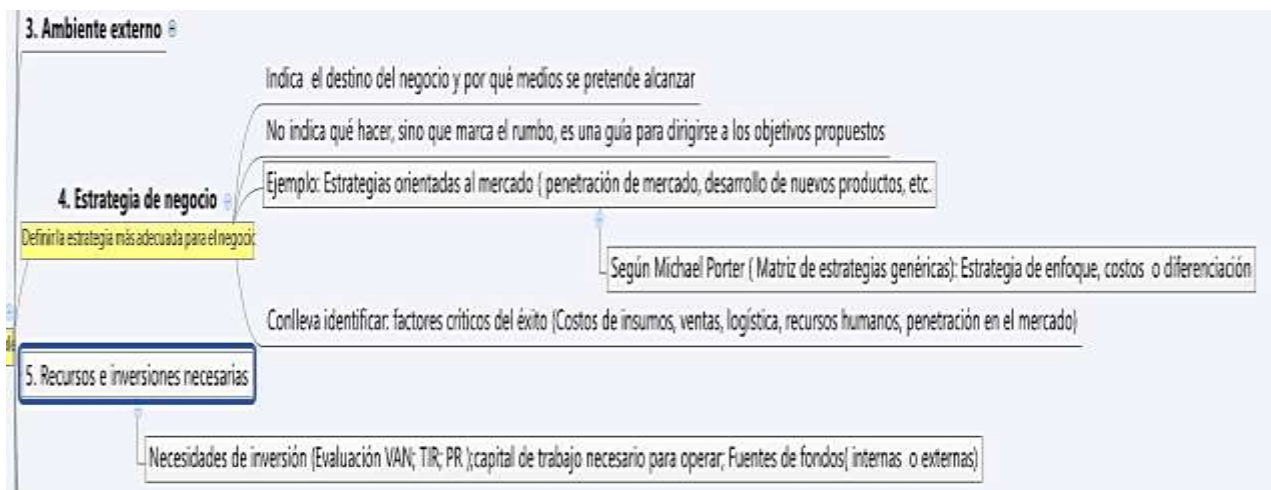 3. Ambiente externo
Indica el destino del negocio y por qué medios se pretende alcanzar
No indica qué hacer, sino que marca el rumbo, es una guía para dirigirse a los objetivos propuestos
Ejemplo: Estrategias orientadas al mercado ( penetración de mercado, desarrollo de nuevos productos, etc.
4. Estrategia de negocio
Definir la estrategia más adecuada para el negocio
Según Michael Porter ( Matriz de estrategias genéricas): Estrategia de enfoque, costos o diferenciación
Conlleva identificar: factores críticos del éxito (Costos de insumos, ventas, logística, recursos humanos, penetración en el mercado)
5. Recursos e inversiones necesarias
Necesidades de inversión (Evaluación VAN; TIR; PR );capital de trabajo necesario para operar; Fuentes de fondos( internas o externas)